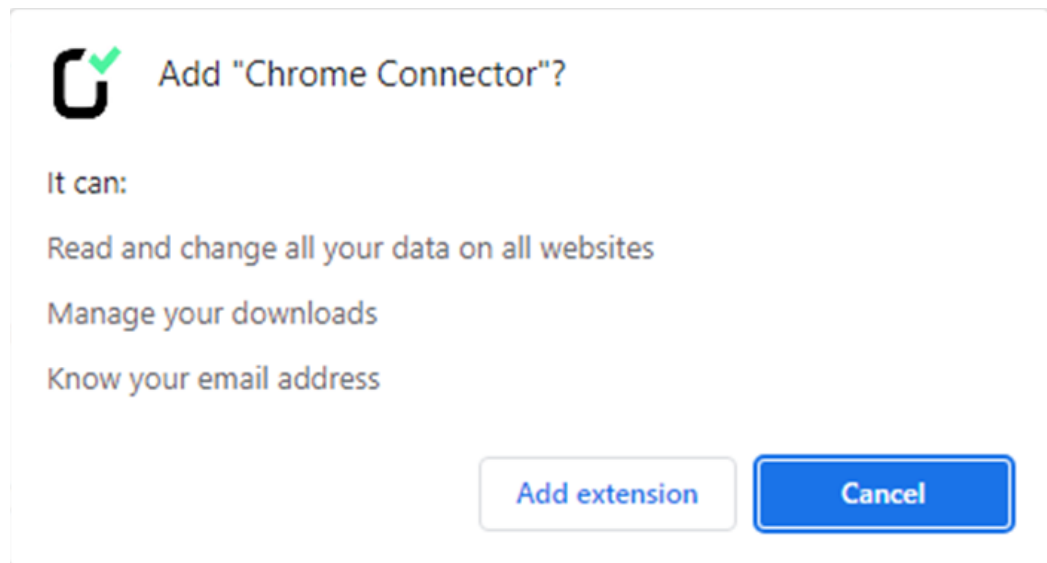 Add "Chrome Connector"?
It can:
Read and change all your data on all websites
Manage your downloads
Know your email address
Add extension
Cancel